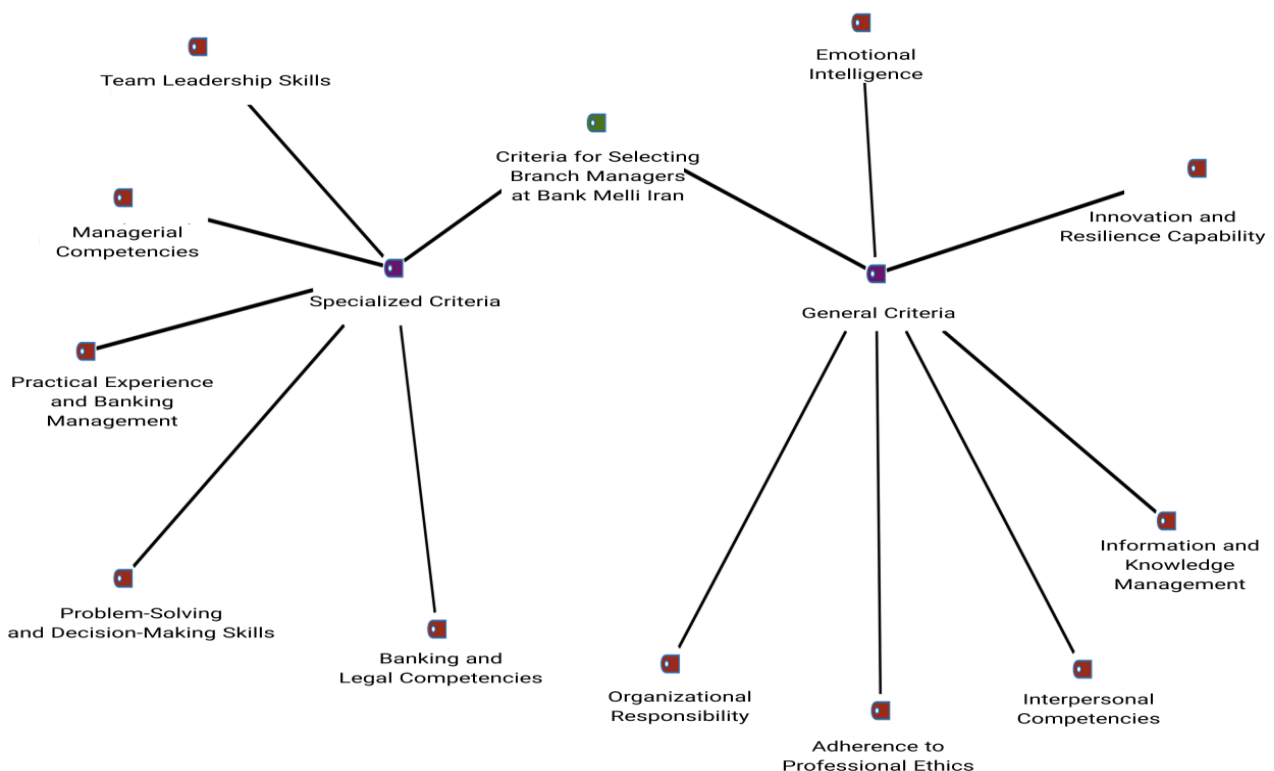 Team Leadership Skills
Emotional
Intelligence
Criteria for Selecting
Branch Managers
at Bank Melli Iran
Managerial
Competencies
Innovation and
Resilience Capability
Specialized Criteria
General Criteria
Practical Experience
and Banking
Management
Problem-Solving
and Decision-Making Skills
Banking and
Legal Competencies
Organizational
Responsibility
Adherence to
Professional Ethics
Interpersonal
Competencies
Information and
Knowledge
Management